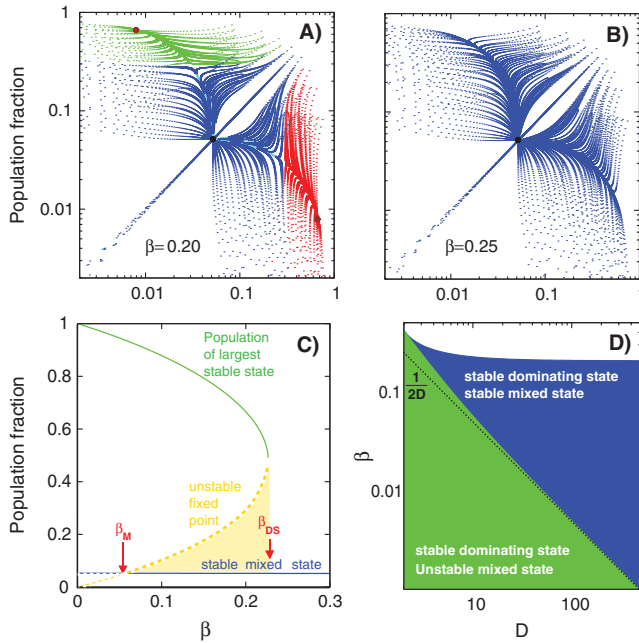 A)
Population fraction
1
0.1
0.01
β=0.20
0.01
0.1
1
B)
β=0.25
0.01
0.1
C)
Population fraction
1
0.8
0.6
0.4
0.2
0
Population
of largest
stable state
unstable
fixed
point
β_M
β_DS
stable mixed state
0
0.1
0.2
0.3
β
D)
β
0.1
0.01
1
2D
stable dominating state
stable mixed state
stable dominating state
Unstable mixed state
10
100
D